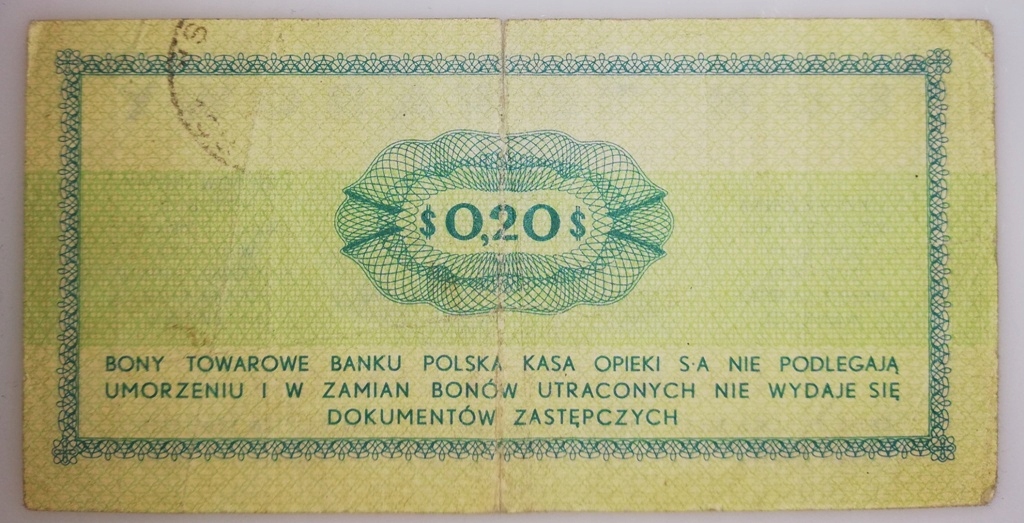 $0,20$
BONY TOWAROWE BANKU POLSKA KASA OPIEKI S·A NIE PODLEGAJĄ
UMORZENIU I W ZAMIAN BONÓW UTRACONYCH NIE WYDAJE SIĘ
DOKUMENTÓW ZASTĘPCZYCH